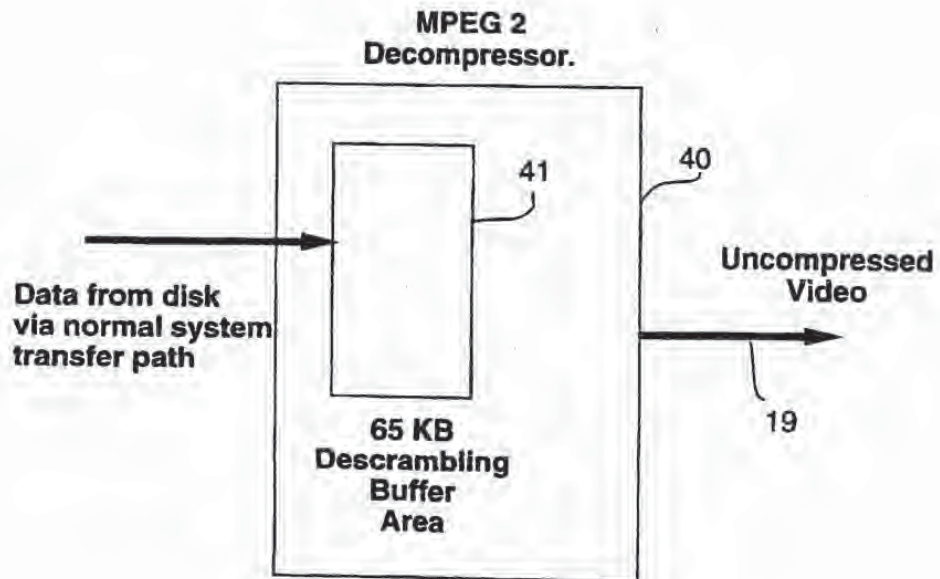 MPEG 2
Decompressor.
41
40
Data from disk
via normal system
transfer path
Uncompressed
Video
19
65 KB
Descrambling
Buffer
Area